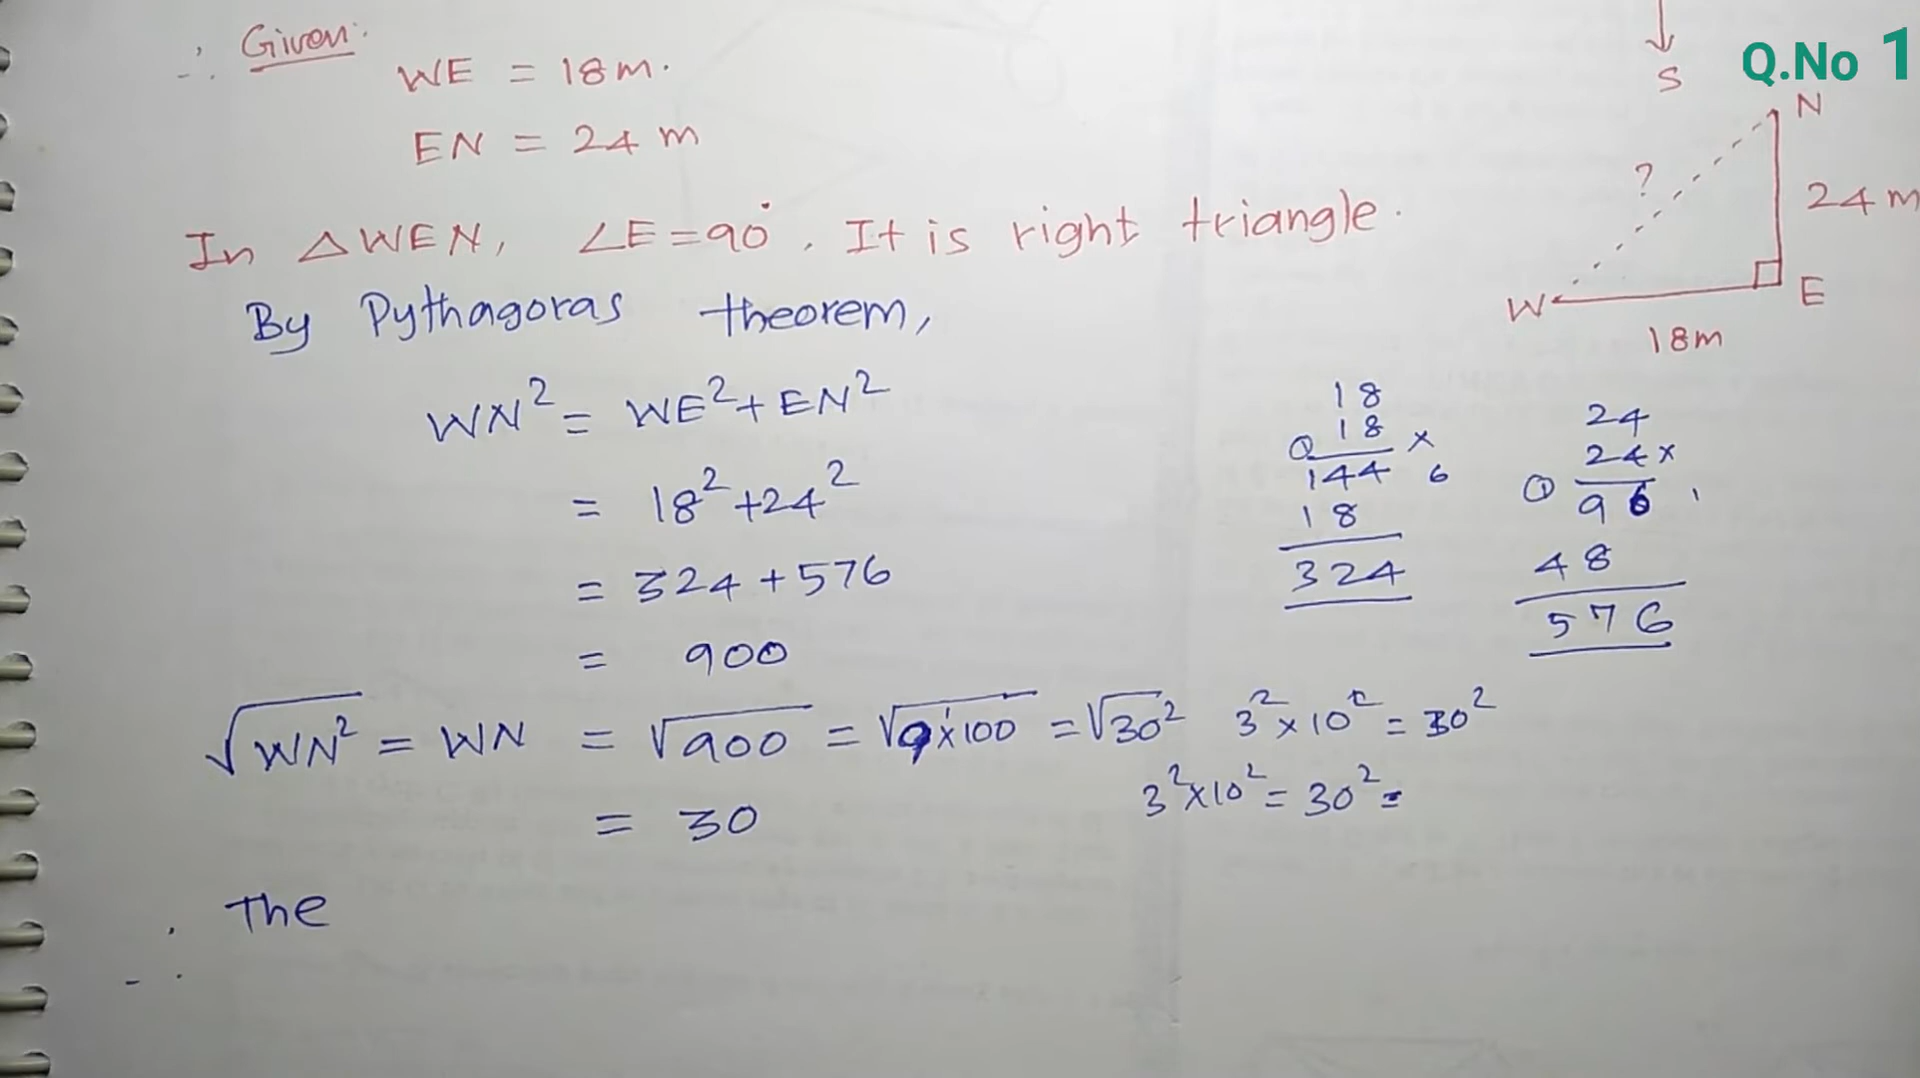 ∴ Given:
WE = 18m.
EN = 24 m
In △WEN, ∠E = 90°. It is right triangle.
By Pythagoras theorem,
WN² = WE² + EN²
= 18² + 24²
= 324 + 576
= 900
√WN² = WN = √900 = √9×100 = √30² 3² × 10² = 30²
= 30
3² × 10² = 30² =
∴ The
S
Q.No 1
N
?
24 m
W
E
18m
18
18 ×
144 6
18
324
24
24 ×
① 96
48
576